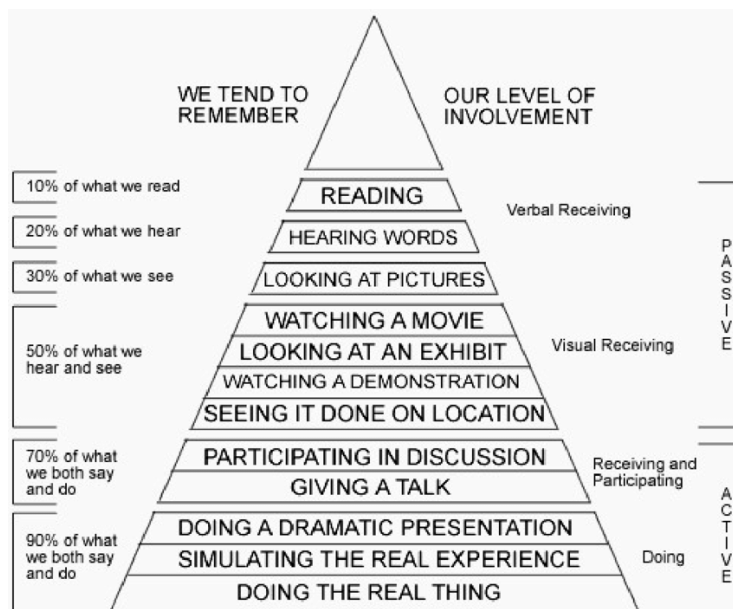 WE TEND TO
REMEMBER
OUR LEVEL OF
INVOLVEMENT
10% of what we read
READING
Verbal Receiving
20% of what we hear
HEARING WORDS
30% of what we see
LOOKING AT PICTURES
PASSIVE
50% of what we
hear and see
WATCHING A MOVIE
LOOKING AT AN EXHIBIT
WATCHING A DEMONSTRATION
SEEING IT DONE ON LOCATION
Visual Receiving
70% of what
we both say
and do
PARTICIPATING IN DISCUSSION
GIVING A TALK
Receiving and
Participating
ACTIVE
90% of what
we both say
and do
DOING A DRAMATIC PRESENTATION
SIMULATING THE REAL EXPERIENCE
DOING THE REAL THING
Doing